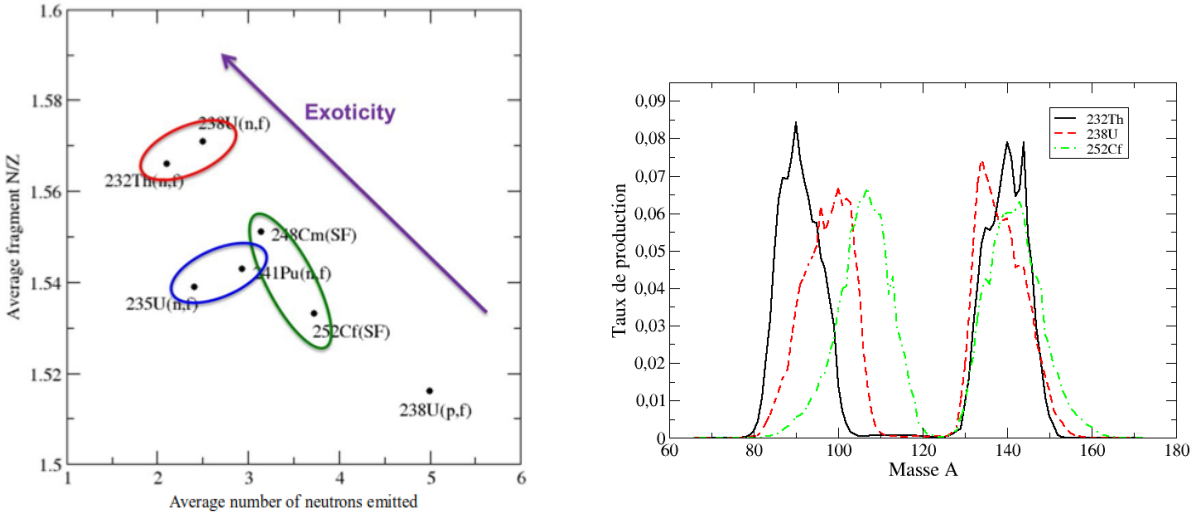 1.6
1.58
1.56
1.54
1.52
1.5
1
2
3
4
5
6
Average fragment N/Z
Average number of neutrons emitted
Exoticity
238U(n,f)
232Th(n,f)
248Cm(SF)
241Pu(n,f)
235U(n,f)
252Cf(SF)
238U(p,f)
0,09
0,08
0,07
0,06
0,05
0,04
0,03
0,02
0,01
0
60
80
100
120
140
160
180
Taux de production
Masse A
232Th
238U
252Cf